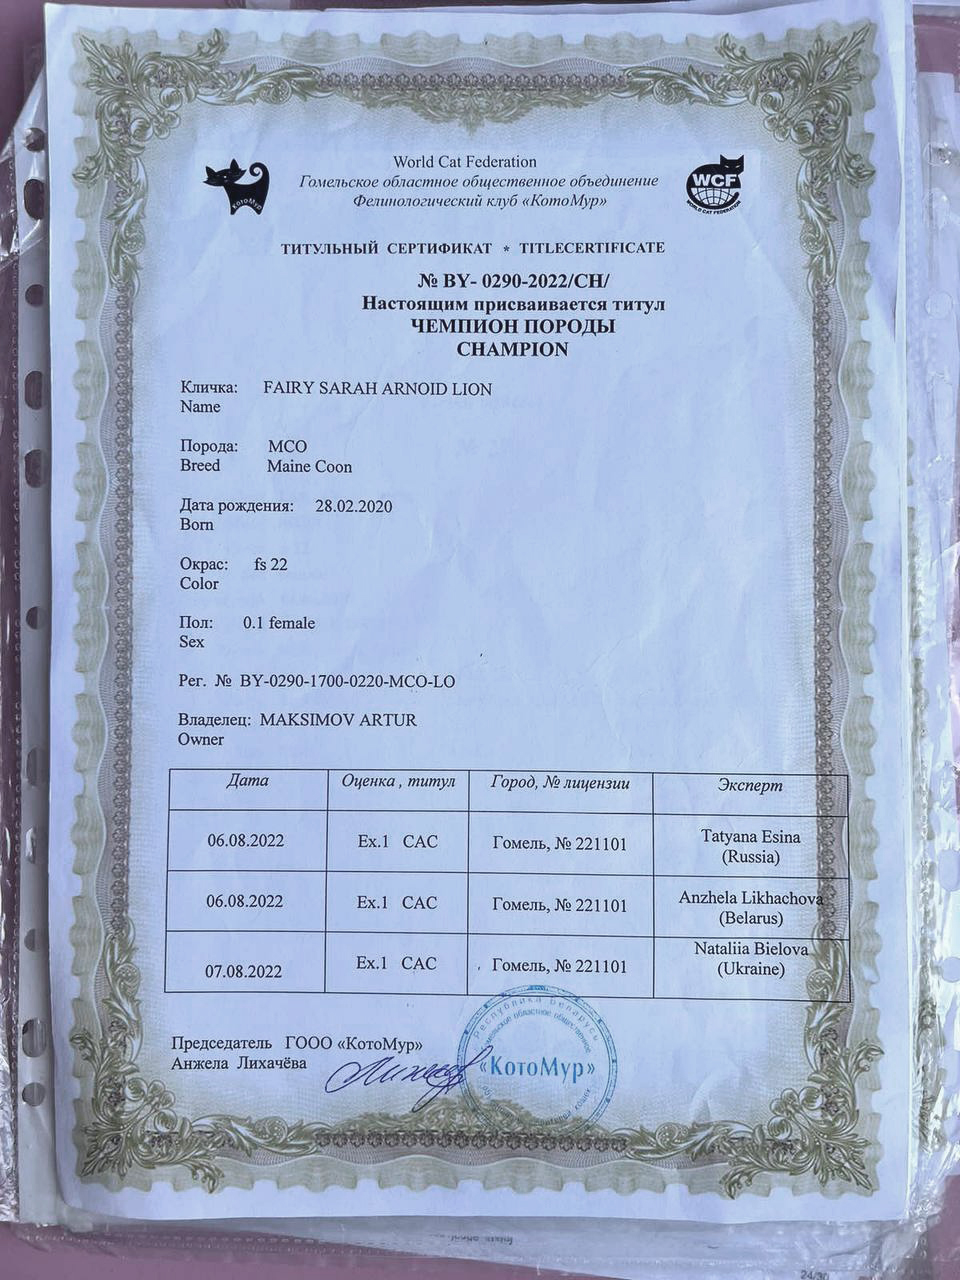 World Cat Federation
Гомельское областное общественное объединение
Фелинологический клуб «КотоМур»
КотоМур
WCF
WORLD CAT FEDERATION
ТИТУЛЬНЫЙ СЕРТИФИКАТ * TITLECERTIFICATE
№ BY- 0290-2022/CH/
Настоящим присваивается титул
ЧЕМПИОН ПОРОДЫ
CHAMPION
Кличка: FAIRY SARAH ARNOID LION
Name
Порода: MCO
Breed Maine Coon
Дата рождения: 28.02.2020
Born
Окрас: fs 22
Color
Пол: 0.1 female
Sex
Рег. № BY-0290-1700-0220-MCO-LO
Владелец: MAKSIMOV ARTUR
Owner
Дата Оценка , титул Город, № лицензии Эксперт
06.08.2022 Ex.1 CAC Гомель, № 221101 Tatyana Esina
(Russia)
06.08.2022 Ex.1 CAC Гомель, № 221101 Anzhela Likhachova
(Belarus)
07.08.2022 Ex.1 CAC Гомель, № 221101 Nataliia Bielova
(Ukraine)
Председатель ГООО «КотоМур»
Анжела Лихачёва
Республика Беларусь
Гомельское областное общественное
«КотоМур»
кошек